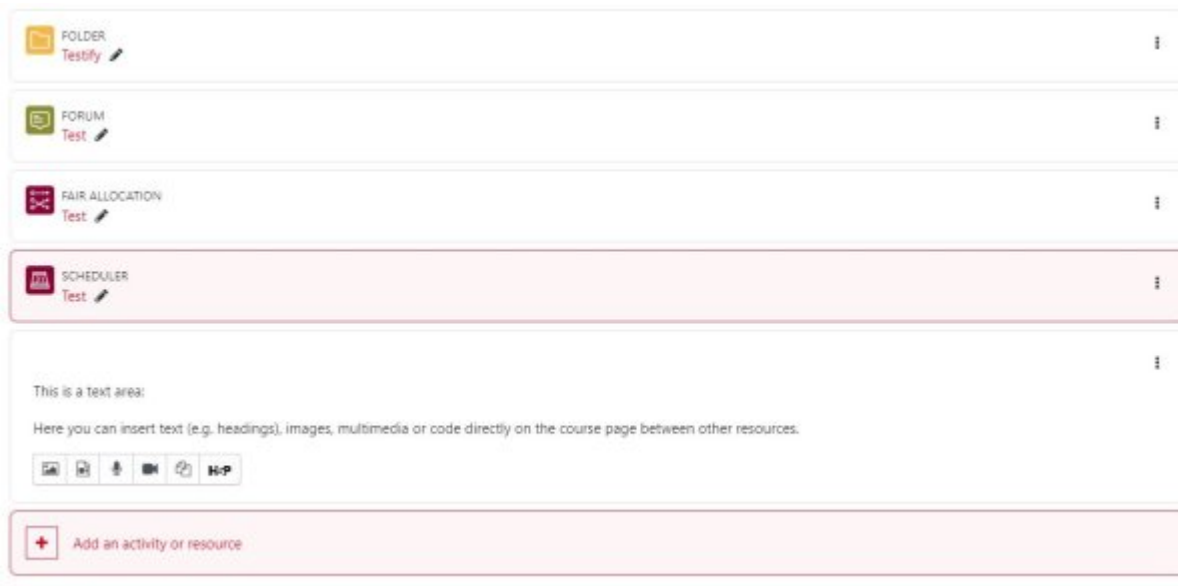 FOLDER
Testify
FORUM
Test
FAIR ALLOCATION
Test
SCHEDULER
Test
This is a text area:
Here you can insert text (e.g. headings), images, multimedia or code directly on the course page between other resources.
H-P
Add an activity or resource